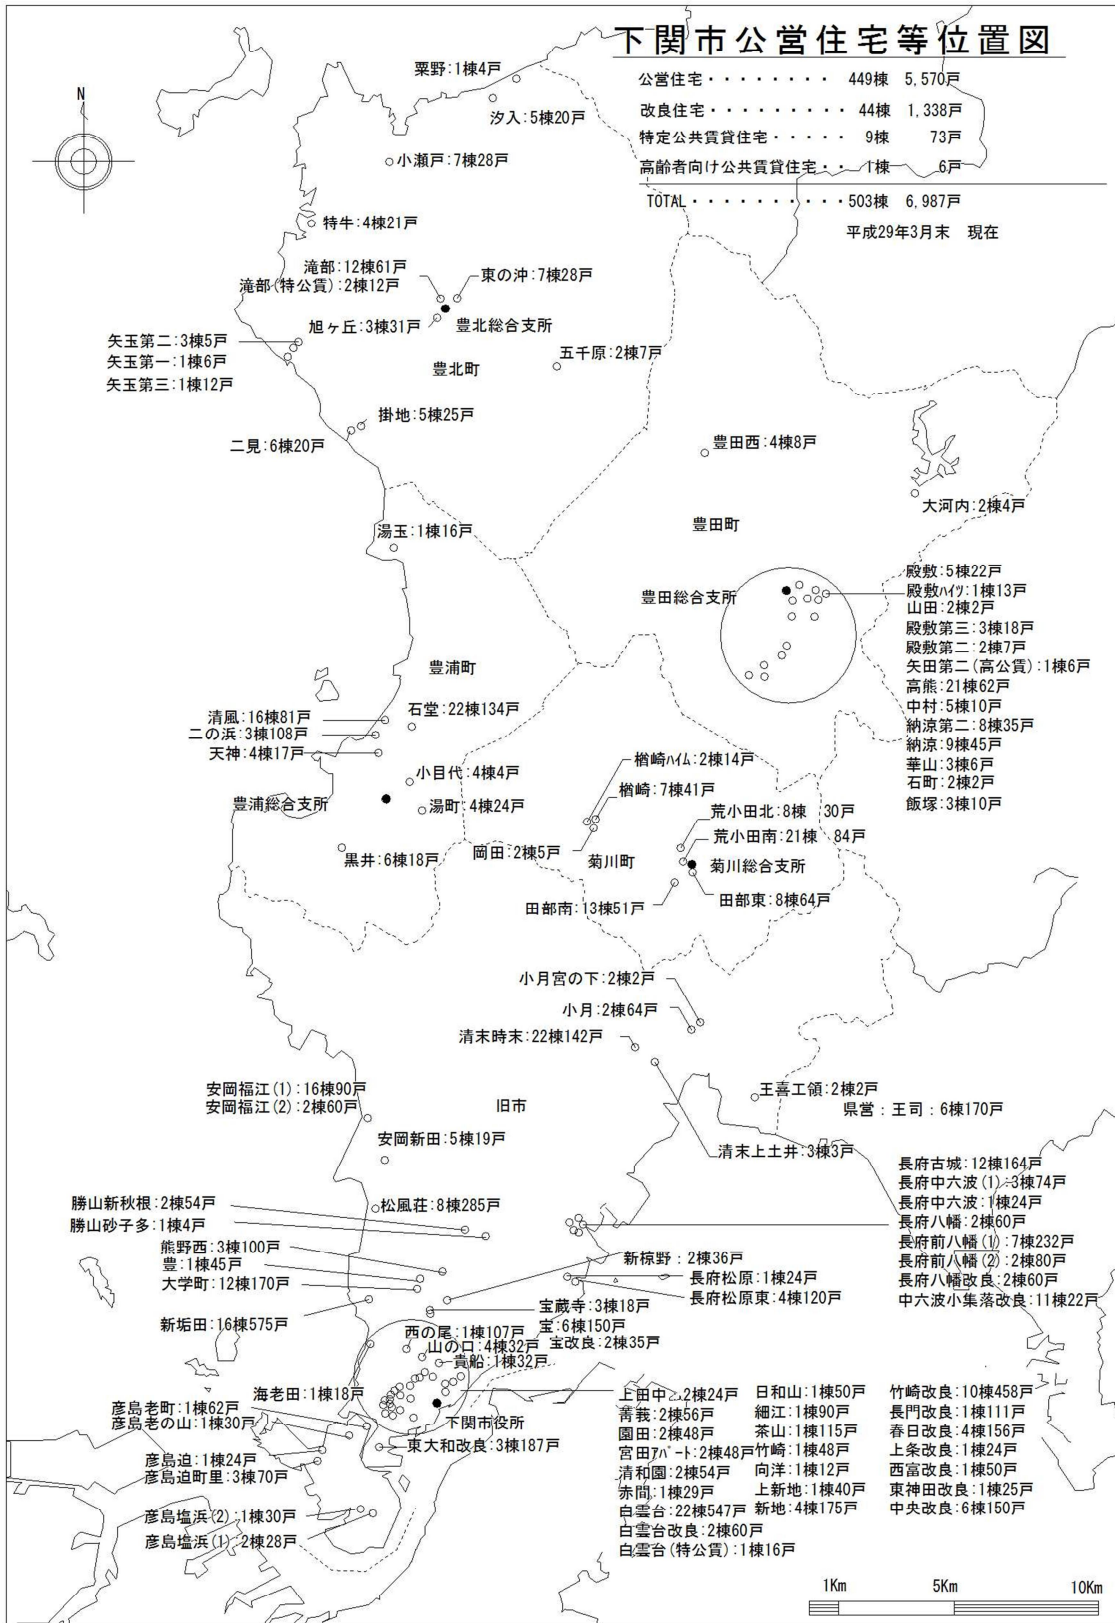 下関市公営住宅等位置図
公営住宅・・・・・・・・ 449棟 5,570戸
改良住宅・・・・・・・・・ 44棟 1,338戸
特定公共賃貸住宅・・・・・ 9棟 73戸
高齢者向け公共賃貸住宅・・ 1棟 6戸
TOTAL・・・・・・・・・・503棟 6,987戸
平成29年3月末 現在
N
粟野:1棟4戸
汐入:5棟20戸
小瀬戸:7棟28戸
特牛:4棟21戸
滝部:12棟61戸
滝部(特公賃):2棟12戸
東の沖:7棟28戸
旭ヶ丘:3棟31戸
豊北総合支所
矢玉第二:3棟5戸
矢玉第一:1棟6戸
矢玉第三:1棟12戸
豊北町
五千原:2棟7戸
掛地:5棟25戸
二見:6棟20戸
豊田西:4棟8戸
大河内:2棟4戸
豊田町
湯玉:1棟16戸
豊田総合支所
殿敷:5棟22戸
殿敷ハイツ:1棟13戸
山田:2棟2戸
殿敷第三:3棟18戸
殿敷第二:2棟7戸
矢田第二(高公賃):1棟6戸
高熊:21棟62戸
中村:5棟10戸
納涼第二:8棟35戸
納涼:9棟45戸
華山:3棟6戸
石町:2棟2戸
飯塚:3棟10戸
豊浦町
石堂:22棟134戸
清風:16棟81戸
二の浜:3棟108戸
天神:4棟17戸
小目代:4棟4戸
豊浦総合支所
湯町:4棟24戸
黒井:6棟18戸
楢崎ハイム:2棟14戸
楢崎:7棟41戸
岡田:2棟5戸
菊川町
荒小田北:8棟 30戸
荒小田南:21棟 84戸
菊川総合支所
田部東:8棟64戸
田部南:13棟51戸
小月宮の下:2棟2戸
小月:2棟64戸
清末時末:22棟142戸
王喜工領:2棟2戸
県営:王司:6棟170戸
清末上土井:3棟3戸
安岡福江(1):16棟90戸
安岡福江(2):2棟60戸
旧市
安岡新田:5棟19戸
長府古城:12棟164戸
長府中六波(1):3棟74戸
長府中六波:1棟24戸
長府八幡:2棟60戸
長府前八幡(1):7棟232戸
長府前八幡(2):2棟80戸
長府八幡改良:2棟60戸
中六波小集落改良:11棟22戸
勝山新秋根:2棟54戸
勝山砂子多:1棟4戸
松風荘:8棟285戸
熊野西:3棟100戸
豊:1棟45戸
大学町:12棟170戸
新垢田:16棟575戸
新椋野:2棟36戸
長府松原:1棟24戸
長府松原東:4棟120戸
宝蔵寺:3棟18戸
宝:6棟150戸
宝改良:2棟35戸
西の尾:1棟107戸
山の口:4棟32戸
貴船:1棟32戸
海老田:1棟18戸
彦島老町:1棟62戸
彦島老の山:1棟30戸
下関市役所
東大和改良:3棟187戸
彦島迫:1棟24戸
彦島迫町里:3棟70戸
彦島塩浜(2):1棟30戸
彦島塩浜(1):2棟28戸
上田中:2棟24戸
青義:2棟56戸
園田:2棟48戸
宮田アパート:2棟48戸
清和園:2棟54戸
赤間:1棟29戸
白雲台:22棟547戸
白雲台改良:2棟60戸
白雲台(特公賃):1棟16戸
日和山:1棟50戸
細江:1棟90戸
茶山:1棟115戸
竹崎:1棟48戸
向洋:1棟12戸
上新地:1棟40戸
新地:4棟175戸
竹崎改良:10棟458戸
長門改良:1棟111戸
春日改良:4棟156戸
上条改良:1棟24戸
西富改良:1棟50戸
東神田改良:1棟25戸
中央改良:6棟150戸
1Km 5Km 10Km